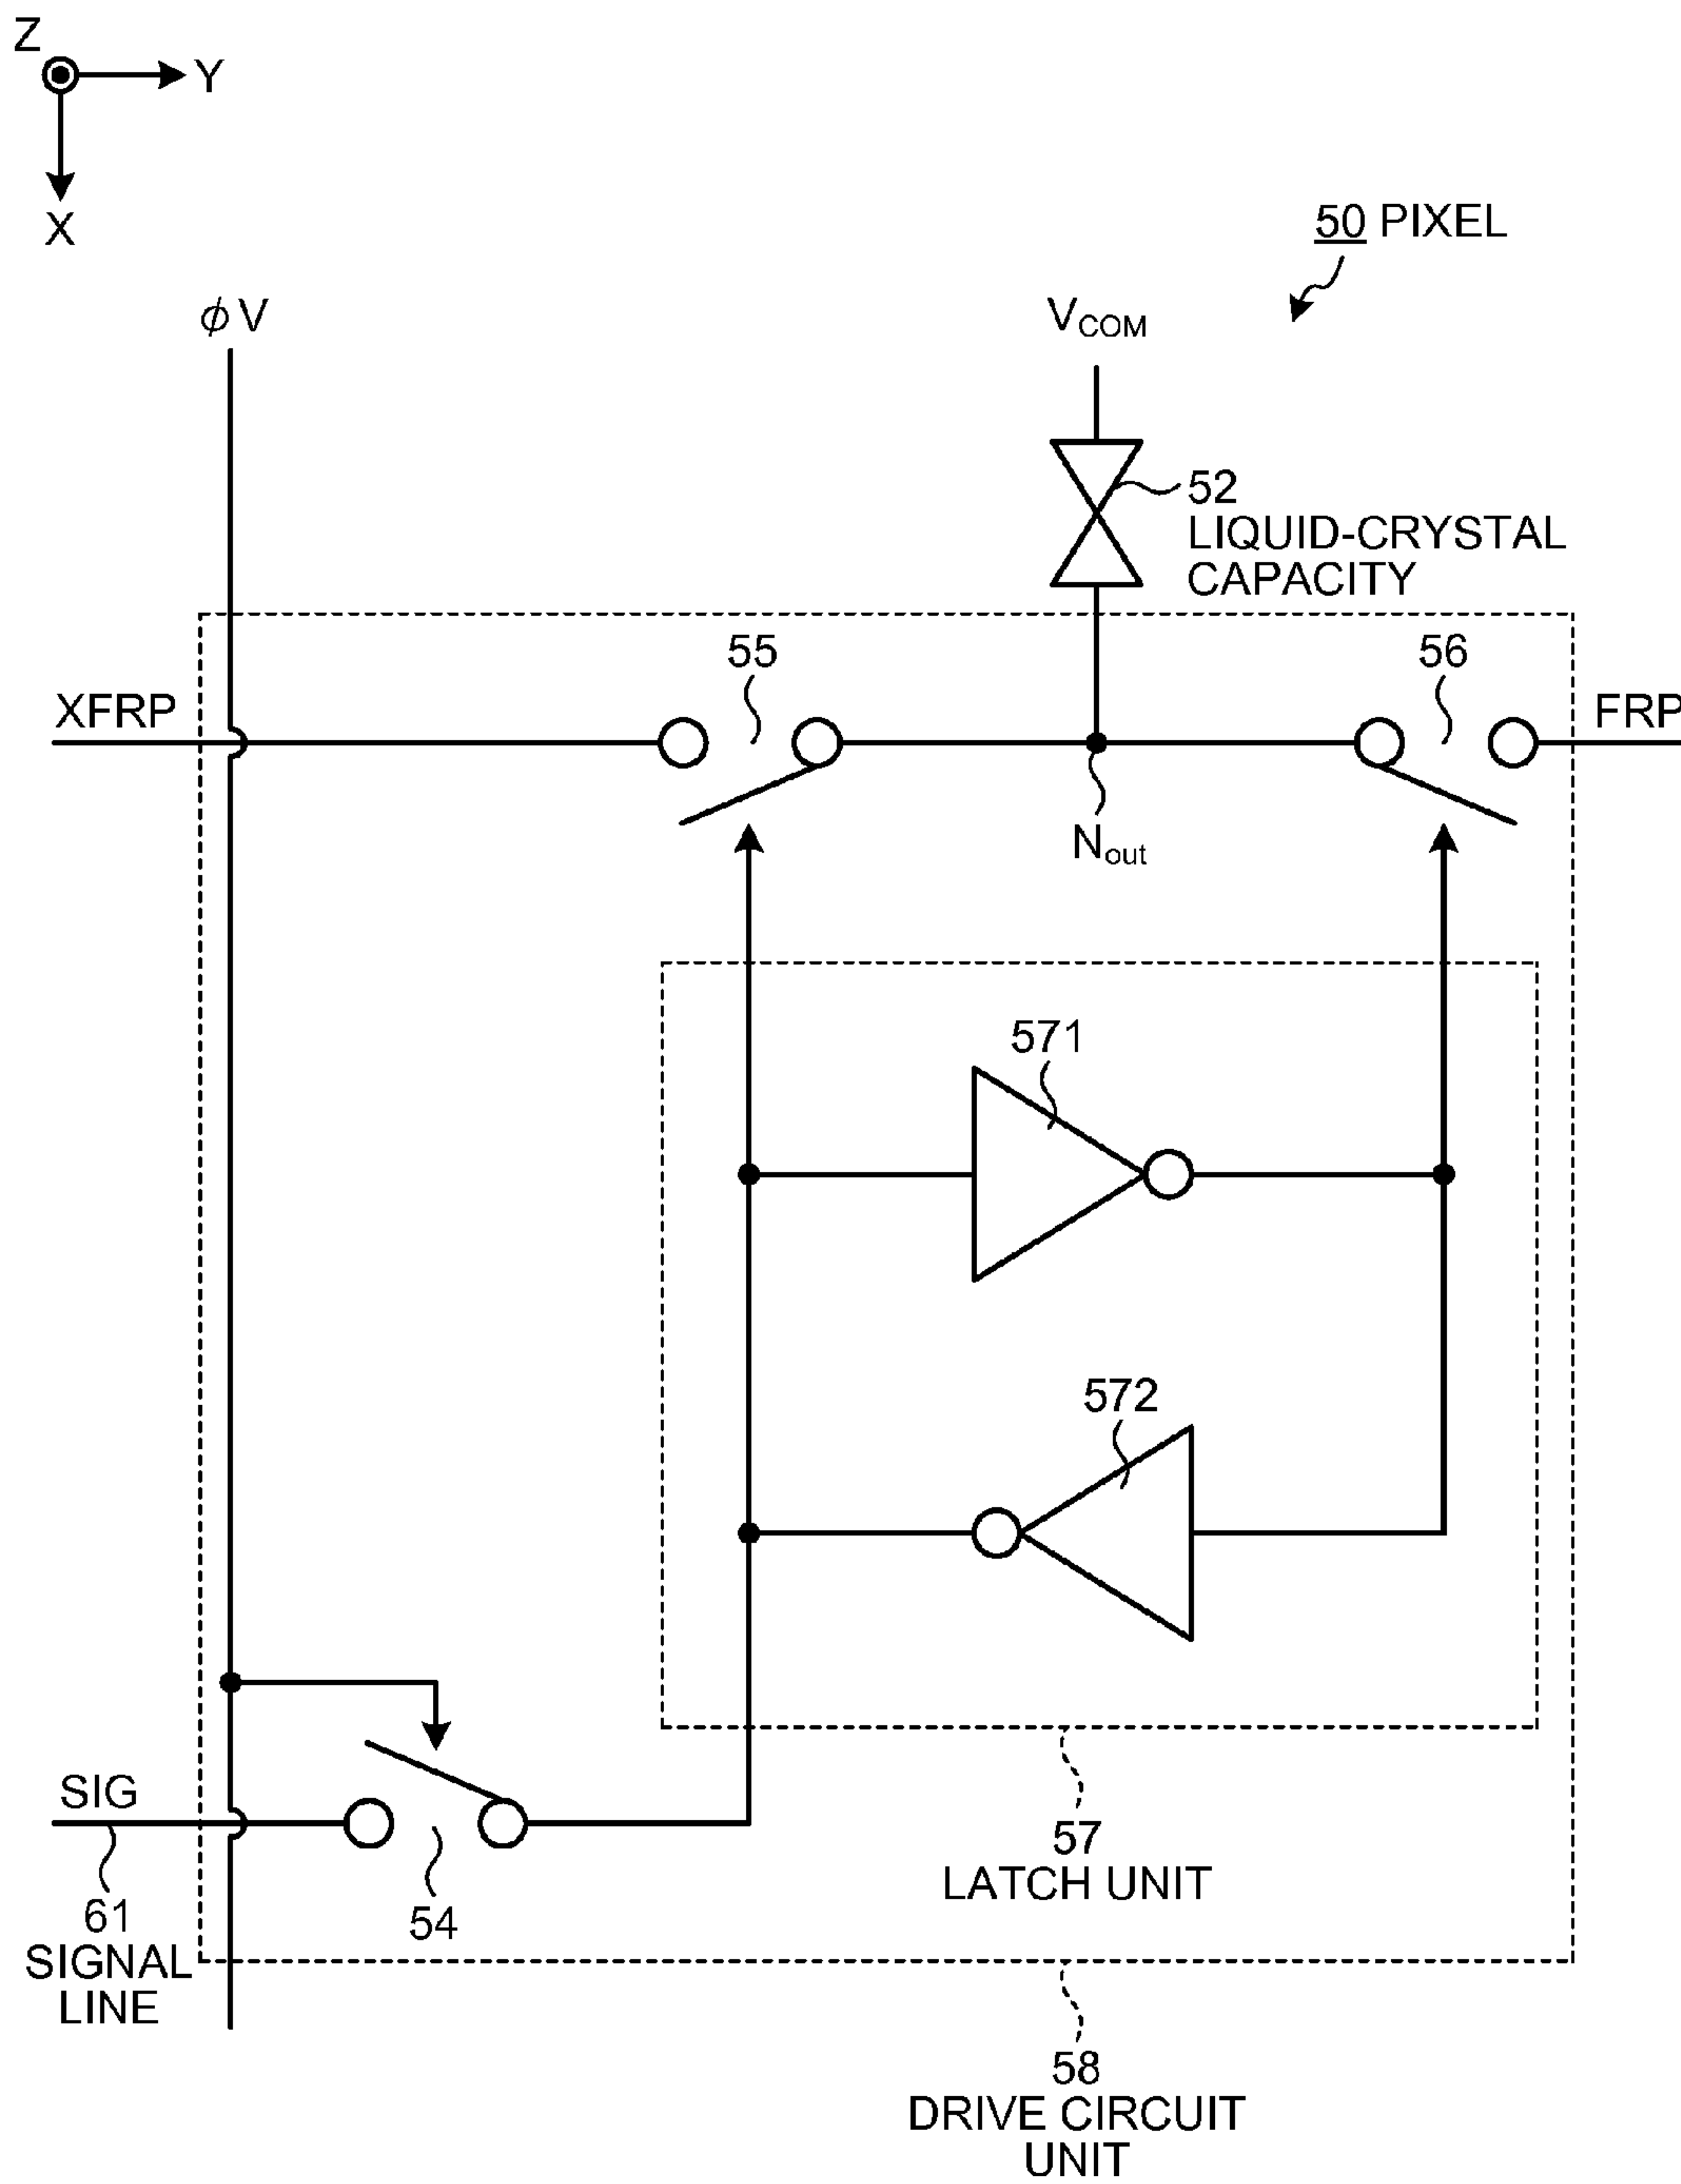 Z
Y
X
50 PIXEL
ϕV
VCOM
52
LIQUID-CRYSTAL
CAPACITY
55
56
XFRP
FRP
Nout
571
572
SIG
57
LATCH UNIT
61
SIGNAL
LINE
54
58
DRIVE CIRCUIT
UNIT